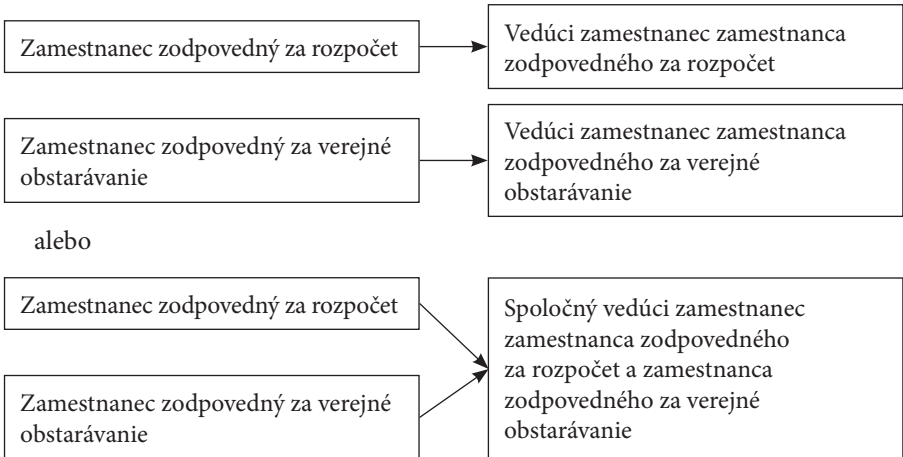 Zamestnanec zodpovedný za rozpočet
Vedúci zamestnanec zamestnanca
zodpovedného za rozpočet
Zamestnanec zodpovedný za verejné
obstarávanie
Vedúci zamestnanec zamestnanca
zodpovedného za verejné
obstarávanie
alebo
Zamestnanec zodpovedný za rozpočet
Zamestnanec zodpovedný za verejné
obstarávanie
Spoločný vedúci zamestnanec
zamestnanca zodpovedného
za rozpočet a zamestnanca
zodpovedného za verejné
obstarávanie